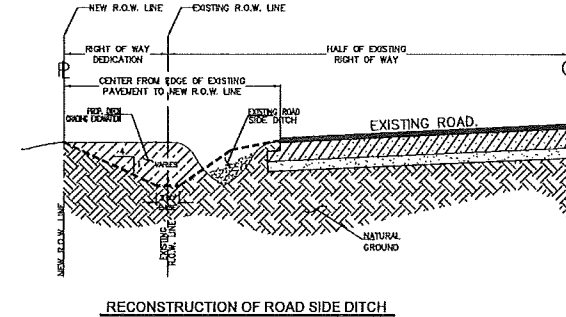 NEW R.O.W. LINE
EXISTING R.O.W. LINE
RIGHT OF WAY
DEDICATION
HALF OF EXISTING
RIGHT OF WAY
CENTER FROM EDGE OF EXISTING
PAVEMENT TO NEW R.O.W. LINE
EXISTING ROAD
SIDE DITCH
EXISTING ROAD.
VARIES
NEW R.O.W. LINE
EXISTING
R.O.W. LINE
NATURAL
GROUND
RECONSTRUCTION OF ROAD SIDE DITCH